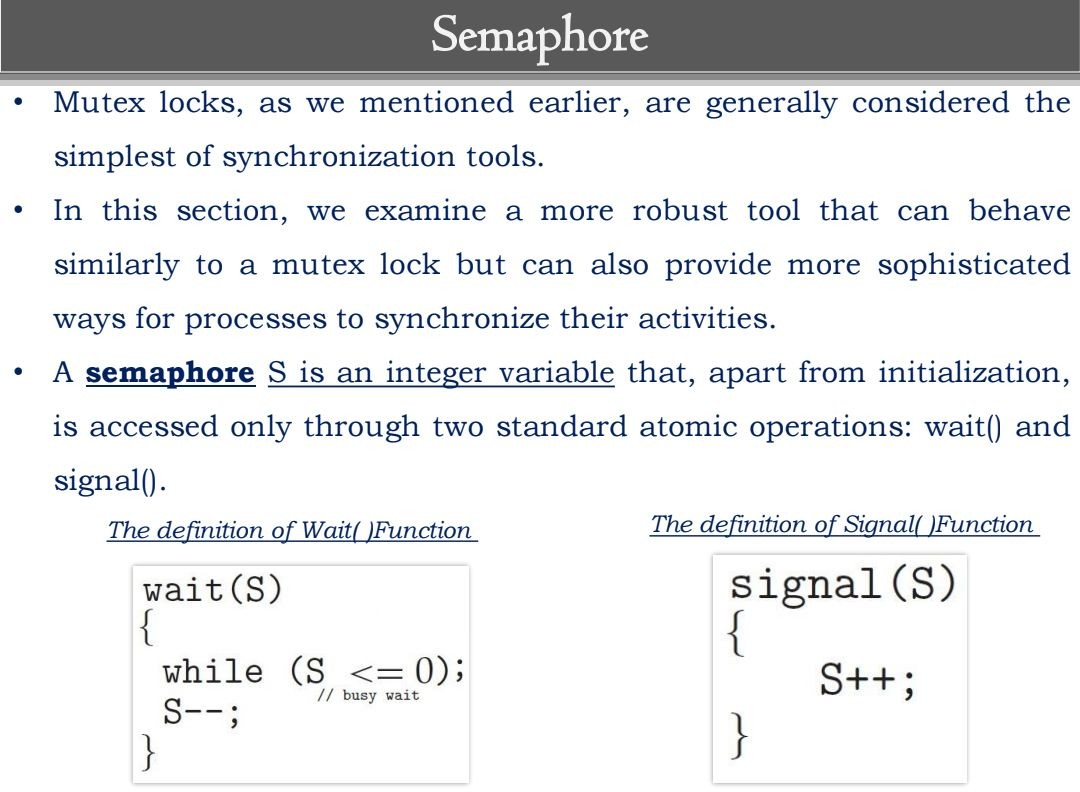 Semaphore
• Mutex locks, as we mentioned earlier, are generally considered the
simplest of synchronization tools.
• In this section, we examine a more robust tool that can behave
similarly to a mutex lock but can also provide more sophisticated
ways for processes to synchronize their activities.
• A semaphore S is an integer variable that, apart from initialization,
is accessed only through two standard atomic operations: wait() and
signal().
The definition of Wait( )Function
wait(S)
{
while (S <= 0);
// busy wait
S--;
}
The definition of Signal( )Function
signal(S)
{
S++;
}